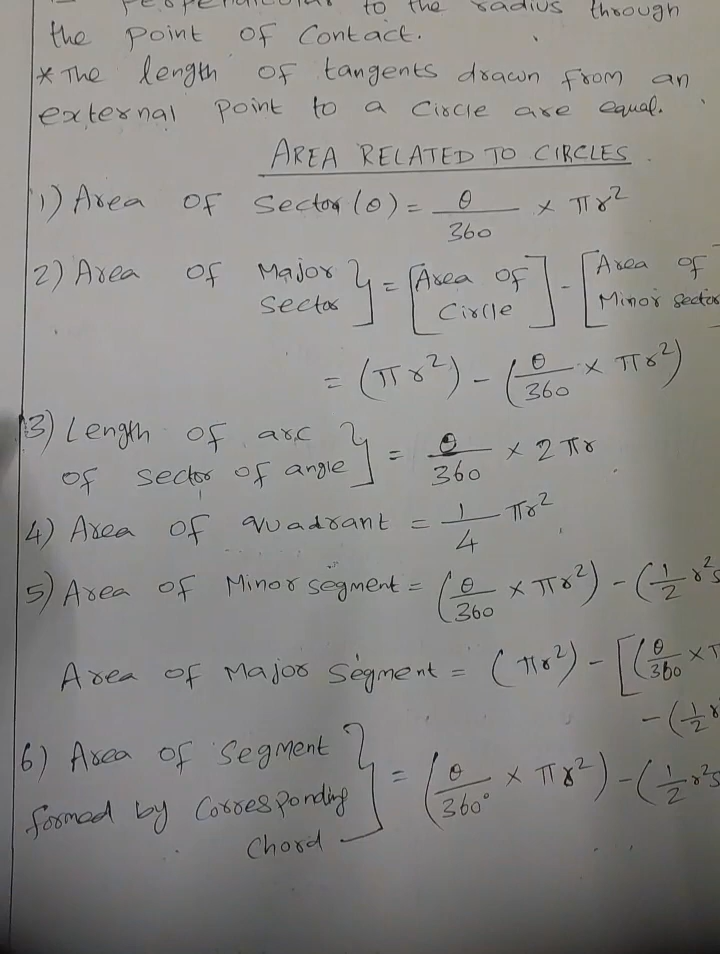 perpendicular to the radius through
the point of contact.
* The length of tangents drawn from an
external point to a circle are equal.
AREA RELATED TO CIRCLES
1) Area of Sector (θ) = θ/360 × πr²
2) Area of Major Sector } = [Area of Circle] - [Area of Minor sector
= (πr²) - (θ/360 × πr²)
3) Length of arc of sector of angle } = θ/360 × 2πr
4) Area of quadrant = 1/4 πr²
5) Area of Minor segment = (θ/360 × πr²) - (1/2 r²s
Area of Major Segment = (πr²) - [(θ/360 ×
- (1/2 r
6) Area of Segment formed by Corresponding Chord } = (θ/360° × πr²) - (1/2 r²s